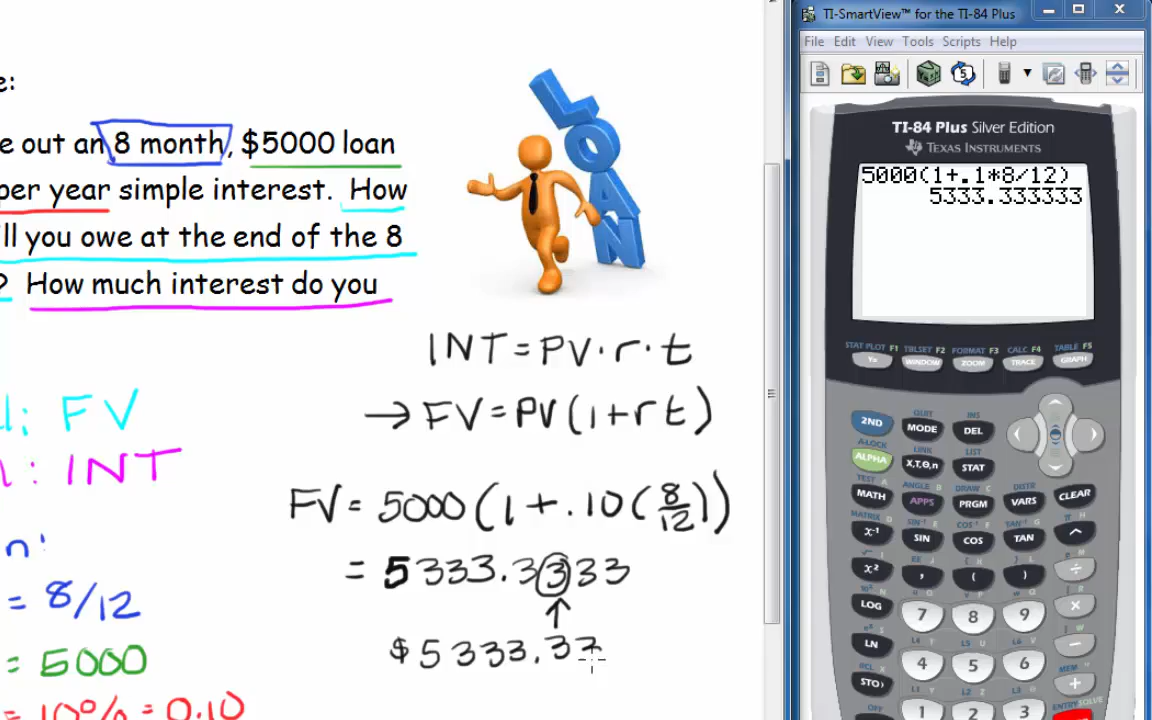 e:
e out an 8 month, $5000 loan
per year simple interest. How
ll you owe at the end of the 8
? How much interest do you
LOAN
INT=PV·r·t
→FV=PV(1+rt)
: FV
: INT
FV=5000(1+.10(8/12))
=5333.3333
$5333.33
n:
= 8/12
= 5000
= 10% = 0.10
TI-SmartView™ for the TI-84 Plus
File Edit View Tools Scripts Help
5
TI-84 Plus Silver Edition
TEXAS INSTRUMENTS
5000(1+.1*8/12)
5333.333333
STAT PLOT F1 TBLSET F2 FORMAT F3 CALC F4 TABLE F5
Y= WINDOW ZOOM TRACE GRAPH
QUIT INS
2ND MODE DEL
A-LOCK LINK LIST
ALPHA X,T,θ,n STAT
TEST A ANGLE B DRAW C DISTR
MATH APPS PRGM VARS CLEAR
MATRIX D SIN⁻¹ E COS⁻¹ F TAN⁻¹ G π H
x⁻¹ SIN COS TAN ^
√ I EE J { K } L e M
x² , ( ) ÷
10ˣ N u O v P w Q [ R
LOG 7 8 9 ×
eˣ S L4 T L5 U L6 V ] W
LN 4 5 6 −
RCL X L1 Y L2 Z L3 θ MEM "
STO› 1 2 3 +
OFF ENTRY SOLVE